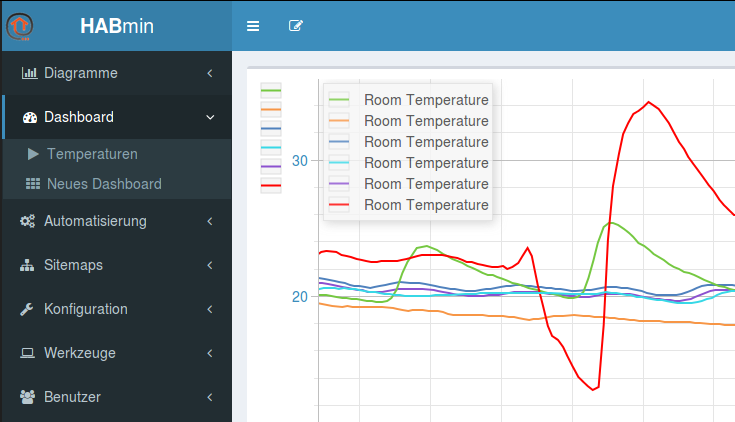 HABmin
Diagramme
Dashboard
Temperaturen
Neues Dashboard
Automatisierung
Sitemaps
Konfiguration
Werkzeuge
Benutzer
Room Temperature
Room Temperature
Room Temperature
Room Temperature
Room Temperature
Room Temperature
30
20